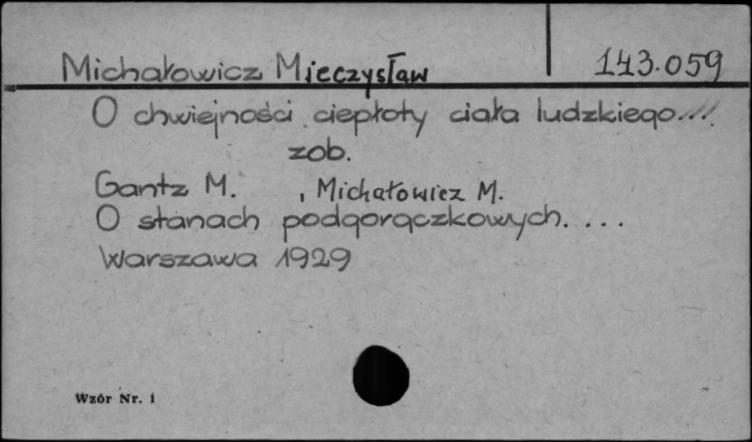 Michałowicz Mieczysław 143.059
O chwiejności ciepłoty ciała ludzkiego...
zob.
Gantz M. , Michałowicz M.
O stanach podgorączkowych....
Warszawa 1929
Wzór Nr. 1